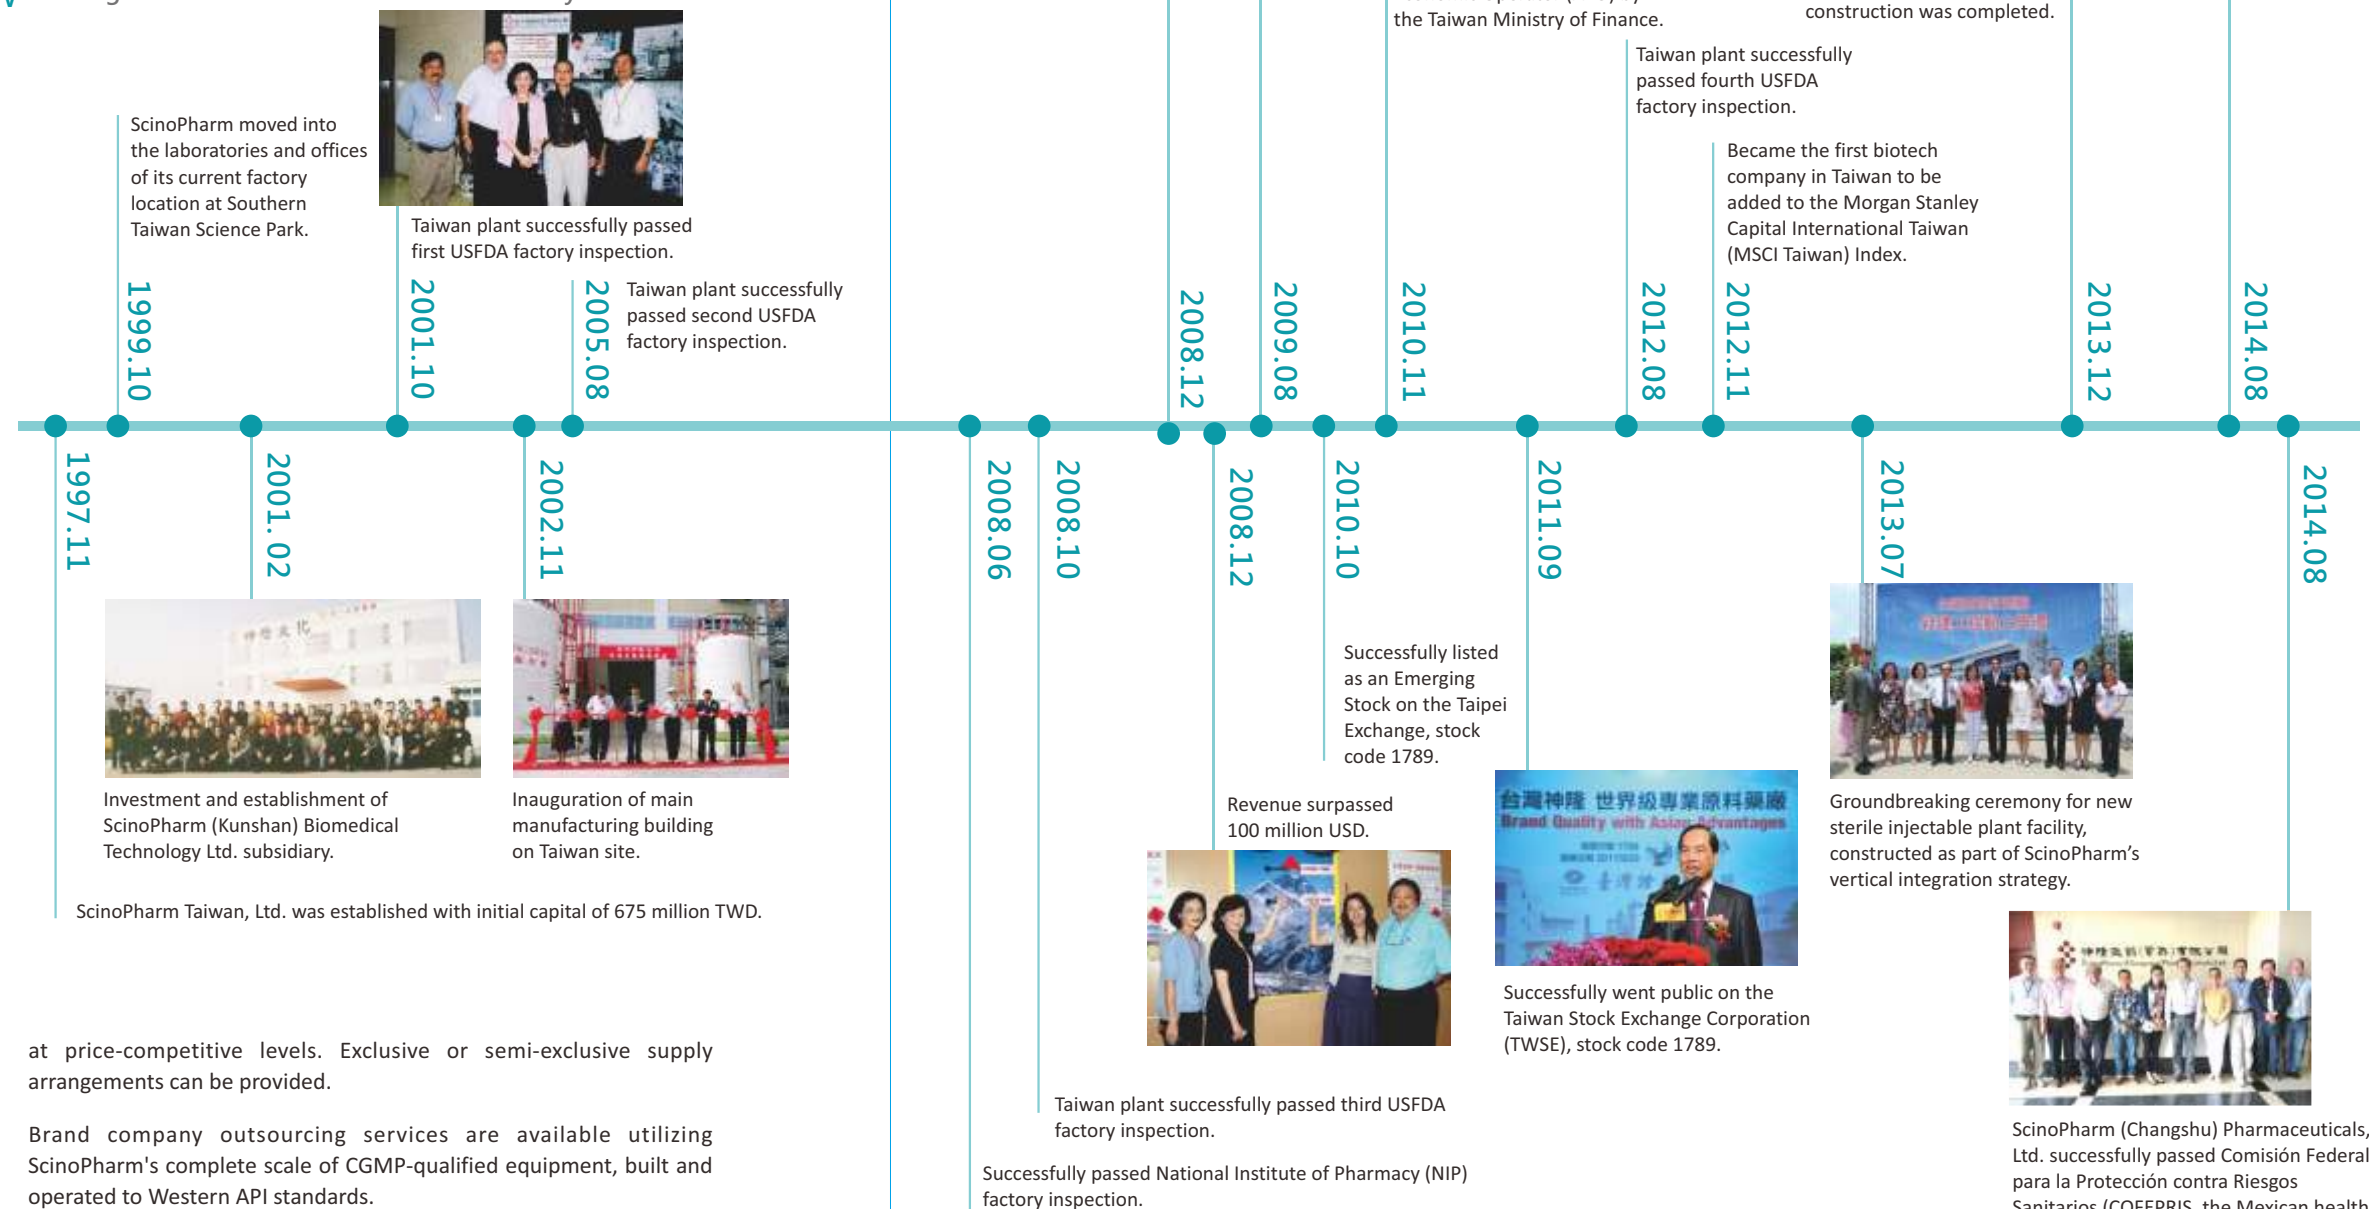 the Taiwan Ministry of Finance.
construction was completed.
Taiwan plant successfully
passed fourth USFDA
factory inspection.
ScinoPharm moved into
the laboratories and offices
of its current factory
location at Southern
Taiwan Science Park.
Became the first biotech
company in Taiwan to be
added to the Morgan Stanley
Capital International Taiwan
(MSCI Taiwan) Index.
Taiwan plant successfully passed
first USFDA factory inspection.
Taiwan plant successfully
passed second USFDA
factory inspection.
1999.10
2001.10
2005.08
2008.12
2009.08
2010.11
2012.08
2012.11
2013.12
2014.08
1997.11
2001.02
2002.11
2008.06
2008.10
2008.12
2010.10
2011.09
2013.07
2014.08
Investment and establishment of
ScinoPharm (Kunshan) Biomedical
Technology Ltd. subsidiary.
Inauguration of main
manufacturing building
on Taiwan site.
ScinoPharm Taiwan, Ltd. was established with initial capital of 675 million TWD.
Successfully listed
as an Emerging
Stock on the Taipei
Exchange, stock
code 1789.
Revenue surpassed
100 million USD.
台灣神隆 世界級專業原料藥廠
Brand Quality with Asian Advantages
Successfully went public on the
Taiwan Stock Exchange Corporation
(TWSE), stock code 1789.
Groundbreaking ceremony for new
sterile injectable plant facility,
constructed as part of ScinoPharm’s
vertical integration strategy.
at price-competitive levels. Exclusive or semi-exclusive supply
arrangements can be provided.
Brand company outsourcing services are available utilizing
ScinoPharm's complete scale of CGMP-qualified equipment, built and
operated to Western API standards.
Taiwan plant successfully passed third USFDA
factory inspection.
Successfully passed National Institute of Pharmacy (NIP)
factory inspection.
ScinoPharm (Changshu) Pharmaceuticals,
Ltd. successfully passed Comisión Federal
para la Protección contra Riesgos
Sanitarios (COFEPRIS, the Mexican health